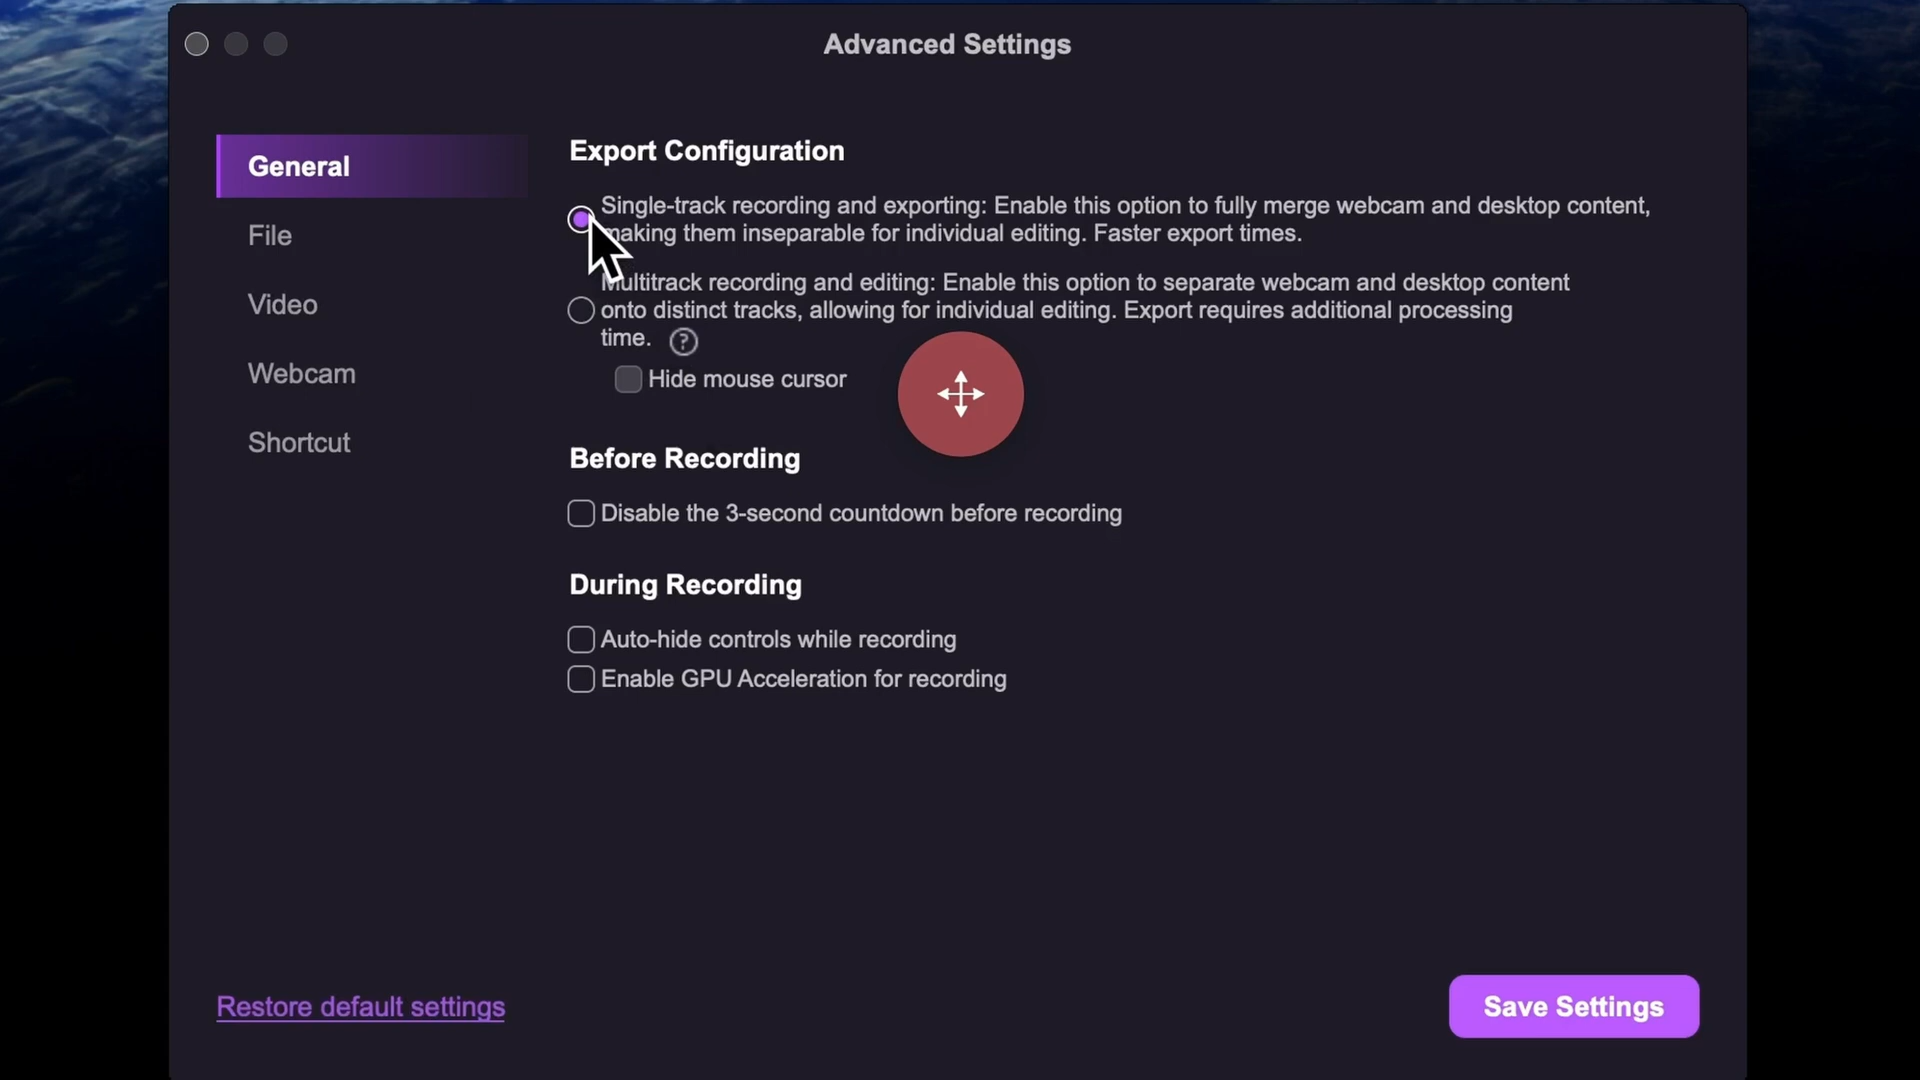 Advanced Settings
General
File
Video
Webcam
Shortcut
Export Configuration
Single-track recording and exporting: Enable this option to fully merge webcam and desktop content,
making them inseparable for individual editing. Faster export times.
Multitrack recording and editing: Enable this option to separate webcam and desktop content
onto distinct tracks, allowing for individual editing. Export requires additional processing
time. ?
Hide mouse cursor
Before Recording
Disable the 3-second countdown before recording
During Recording
Auto-hide controls while recording
Enable GPU Acceleration for recording
Restore default settings
Save Settings